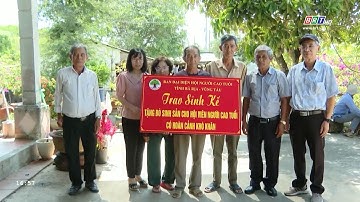 BRT
BAN ĐẠI DIỆN HỘI NGƯỜI CAO TUỔI
TỈNH BÀ RỊA - VŨNG TÀU
Trao Sinh Kế
TẶNG BÒ SINH SẢN CHO HỘI VIÊN NGƯỜI CAO TUỔI
CÓ HOÀN CẢNH KHÓ KHĂN